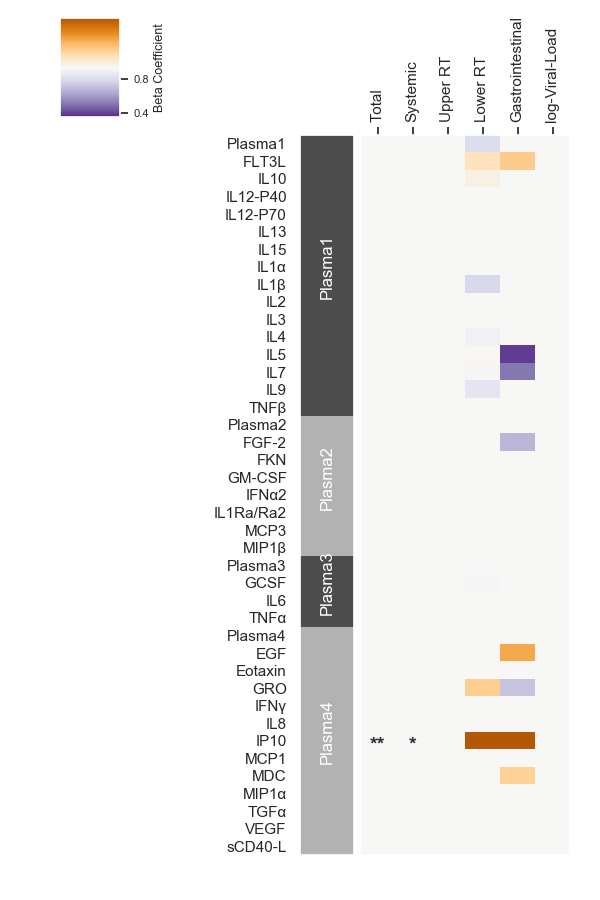 0.8
0.4
Beta Coefficient
Total
Systemic
Upper RT
Lower RT
Gastrointestinal
log-Viral-Load
Plasma1
FLT3L
IL10
IL12-P40
IL12-P70
IL13
IL15
IL1α
IL1β
IL2
IL3
IL4
IL5
IL7
IL9
TNFβ
Plasma2
FGF-2
FKN
GM-CSF
IFNα2
IL1Ra/Ra2
MCP3
MIP1β
Plasma3
GCSF
IL6
TNFα
Plasma4
EGF
Eotaxin
GRO
IFNγ
IL8
IP10
MCP1
MDC
MIP1α
TGFα
VEGF
sCD40-L
Plasma1
Plasma2
Plasma3
Plasma4
** *